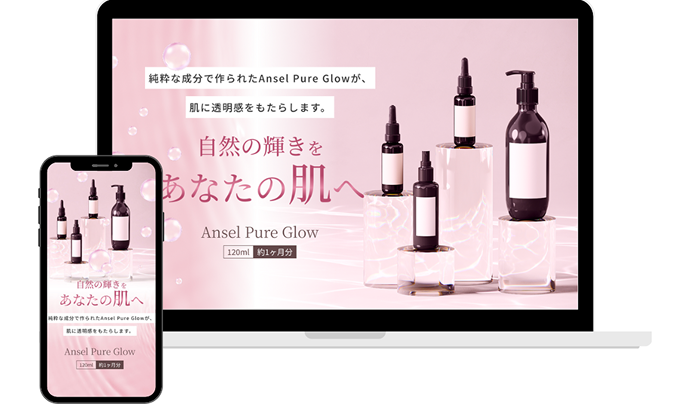 純粋な成分で作られたAnsel Pure Glowが、
肌に透明感をもたらします。
自然の輝きを
あなたの肌へ
Ansel Pure Glow
120ml 約1ヶ月分
自然の輝きを
あなたの肌へ
純粋な成分で作られたAnsel Pure Glowが、
肌に透明感をもたらします。
Ansel Pure Glow
120ml 約1ヶ月分